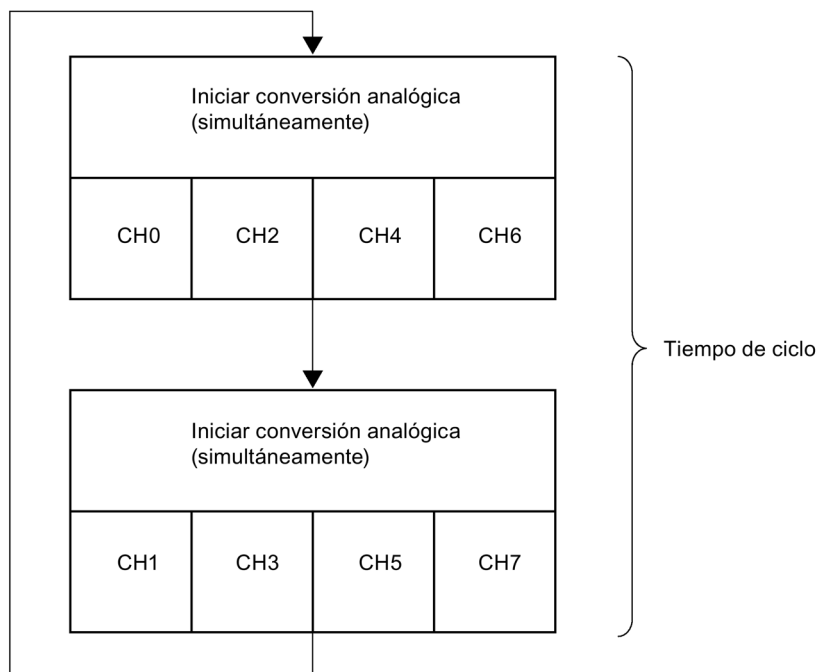 Iniciar conversión analógica
(simultáneamente)
CH0 CH2 CH4 CH6
Tiempo de ciclo
Iniciar conversión analógica
(simultáneamente)
CH1 CH3 CH5 CH7